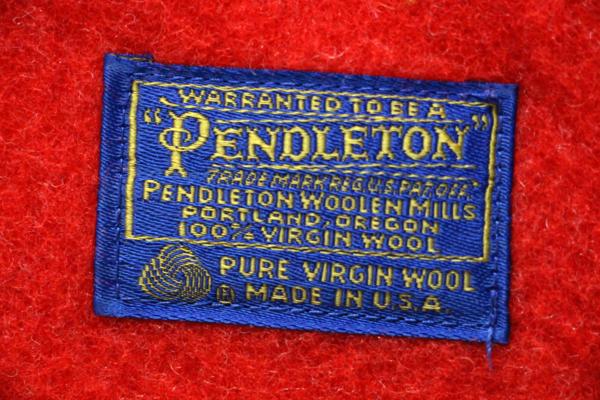 WARRANTED TO BE A
"PENDLETON"
TRADE MARK REG. U.S. PAT. OFF.
PENDLETON WOOLEN MILLS
PORTLAND, OREGON
100% VIRGIN WOOL
PURE VIRGIN WOOL
® MADE IN U.S.A.